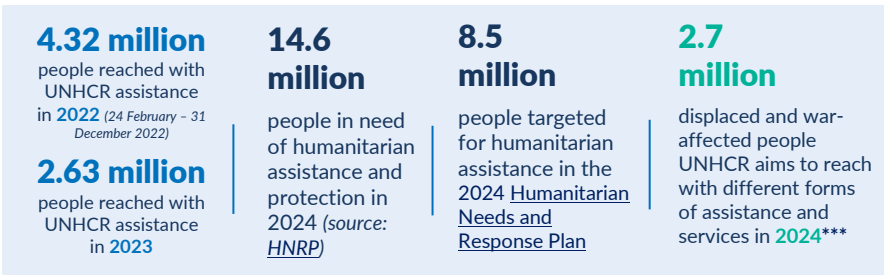 4.32 million
people reached with
UNHCR assistance
in 2022 (24 February – 31
December 2022)
2.63 million
people reached with
UNHCR assistance
in 2023
14.6
million
people in need
of humanitarian
assistance and
protection in
2024 (source:
HNRP)
8.5
million
people targeted
for humanitarian
assistance in the
2024 Humanitarian
Needs and
Response Plan
2.7
million
displaced and war-
affected people
UNHCR aims to reach
with different forms
of assistance and
services in 2024***